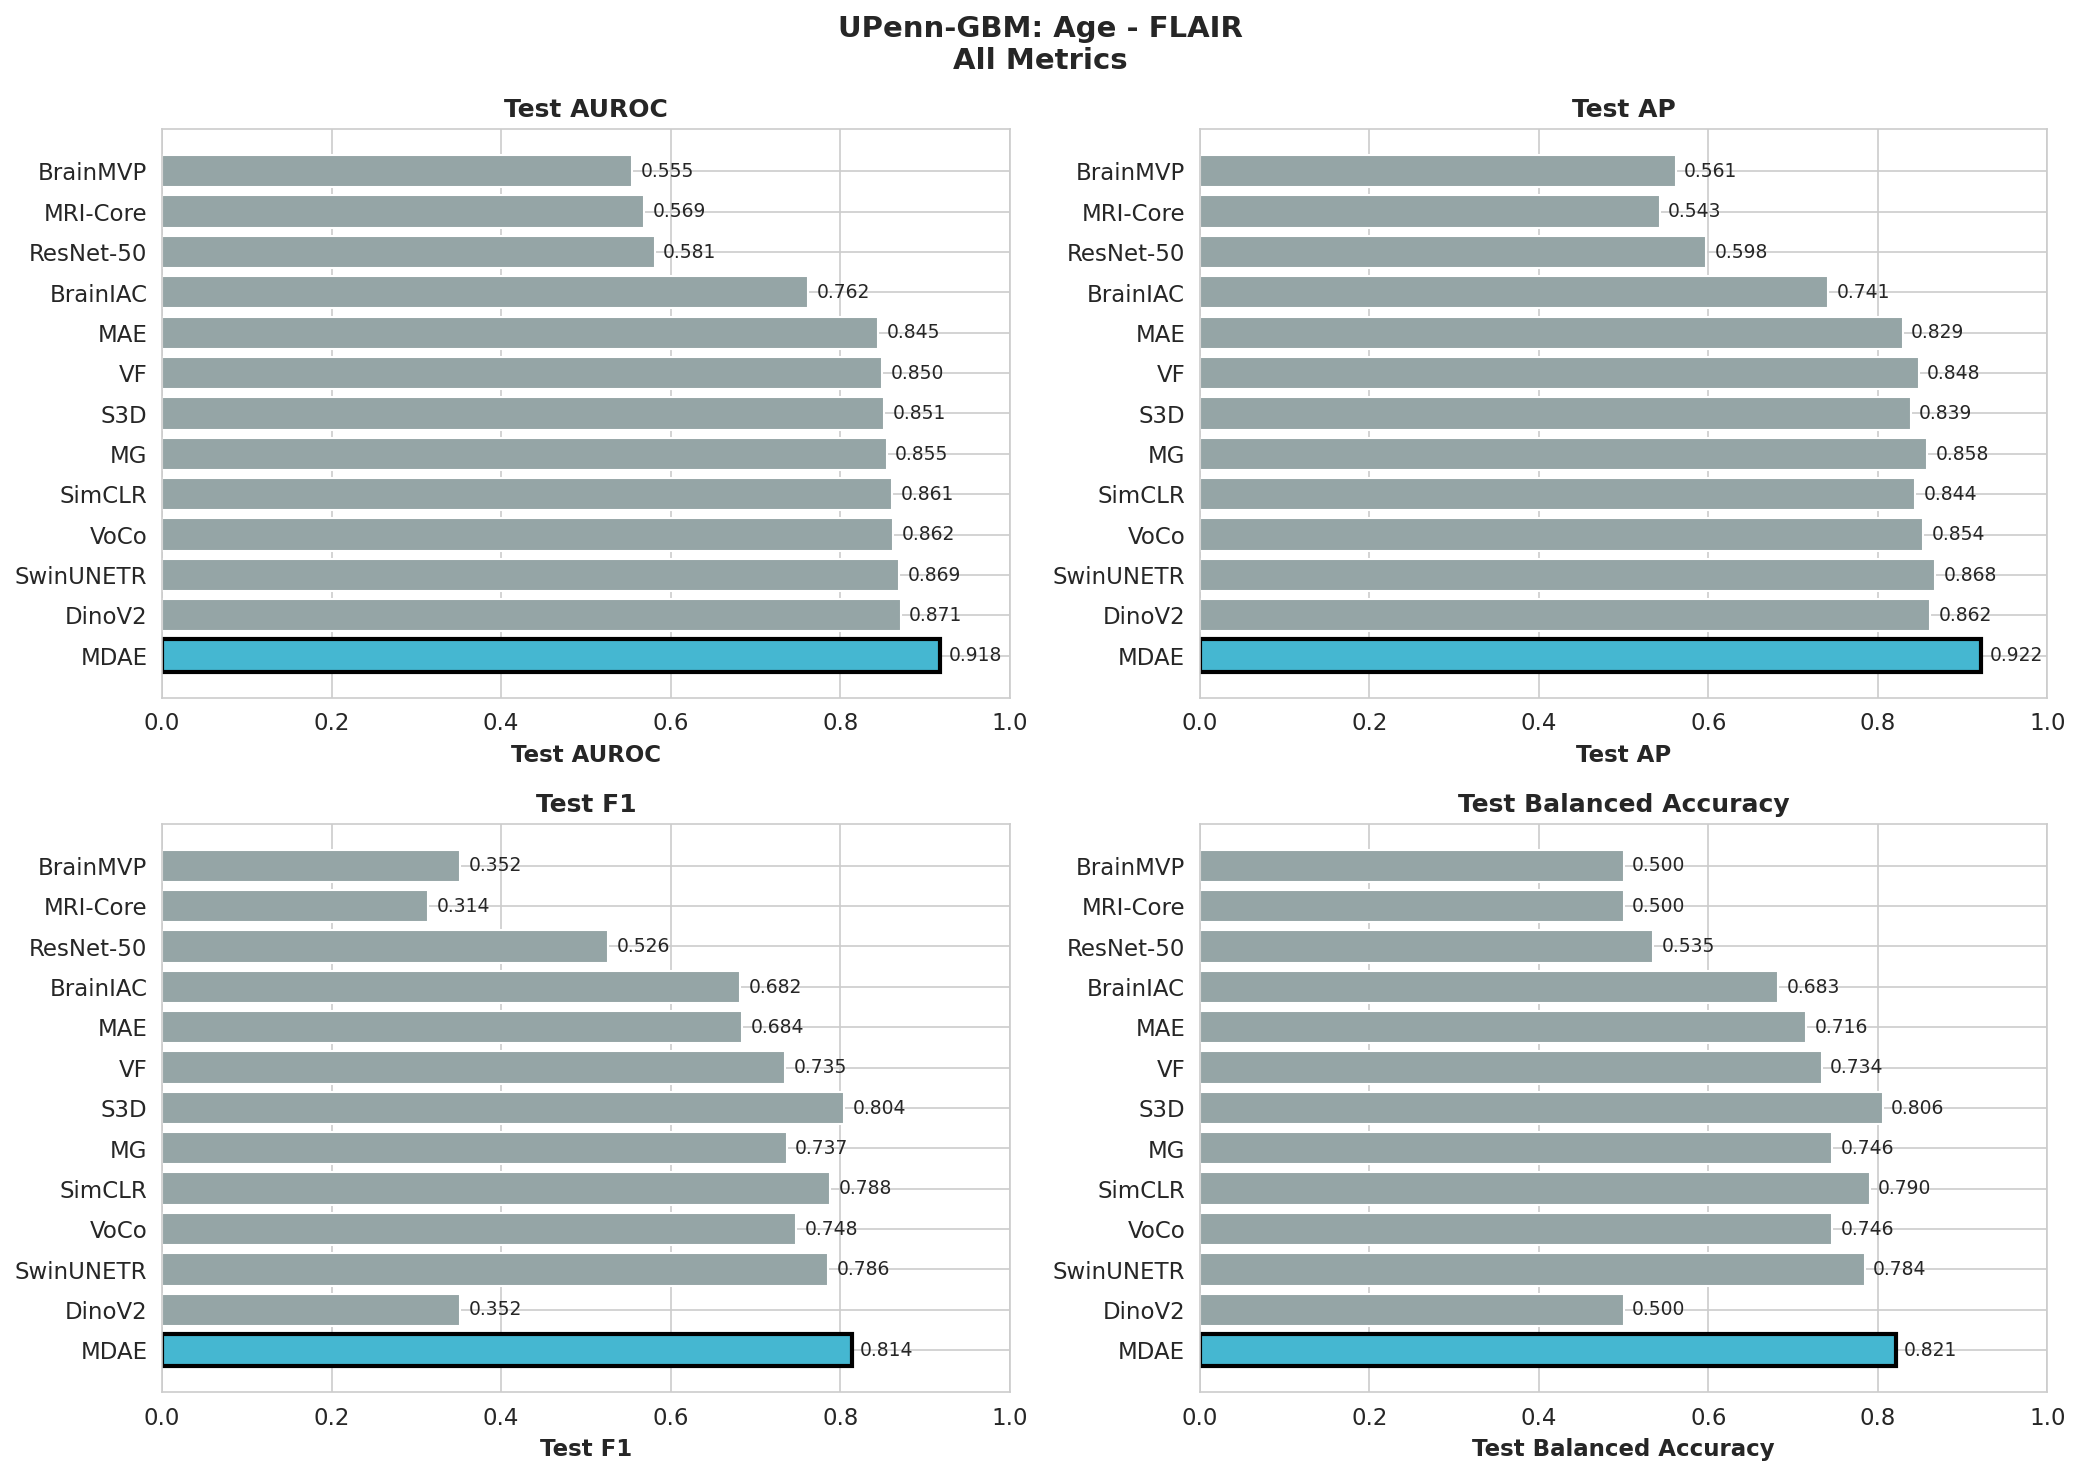 UPenn-GBM: Age - FLAIR
All Metrics
Test AUROC
BrainMVP 0.555
MRI-Core 0.569
ResNet-50 0.581
BrainIAC 0.762
MAE 0.845
VF 0.850
S3D 0.851
MG 0.855
SimCLR 0.861
VoCo 0.862
SwinUNETR 0.869
DinoV2 0.871
MDAE 0.918
0.0 0.2 0.4 0.6 0.8 1.0
Test AUROC
Test AP
BrainMVP 0.561
MRI-Core 0.543
ResNet-50 0.598
BrainIAC 0.741
MAE 0.829
VF 0.848
S3D 0.839
MG 0.858
SimCLR 0.844
VoCo 0.854
SwinUNETR 0.868
DinoV2 0.862
MDAE 0.922
0.0 0.2 0.4 0.6 0.8 1.0
Test AP
Test F1
BrainMVP 0.352
MRI-Core 0.314
ResNet-50 0.526
BrainIAC 0.682
MAE 0.684
VF 0.735
S3D 0.804
MG 0.737
SimCLR 0.788
VoCo 0.748
SwinUNETR 0.786
DinoV2 0.352
MDAE 0.814
0.0 0.2 0.4 0.6 0.8 1.0
Test F1
Test Balanced Accuracy
BrainMVP 0.500
MRI-Core 0.500
ResNet-50 0.535
BrainIAC 0.683
MAE 0.716
VF 0.734
S3D 0.806
MG 0.746
SimCLR 0.790
VoCo 0.746
SwinUNETR 0.784
DinoV2 0.500
MDAE 0.821
0.0 0.2 0.4 0.6 0.8 1.0
Test Balanced Accuracy